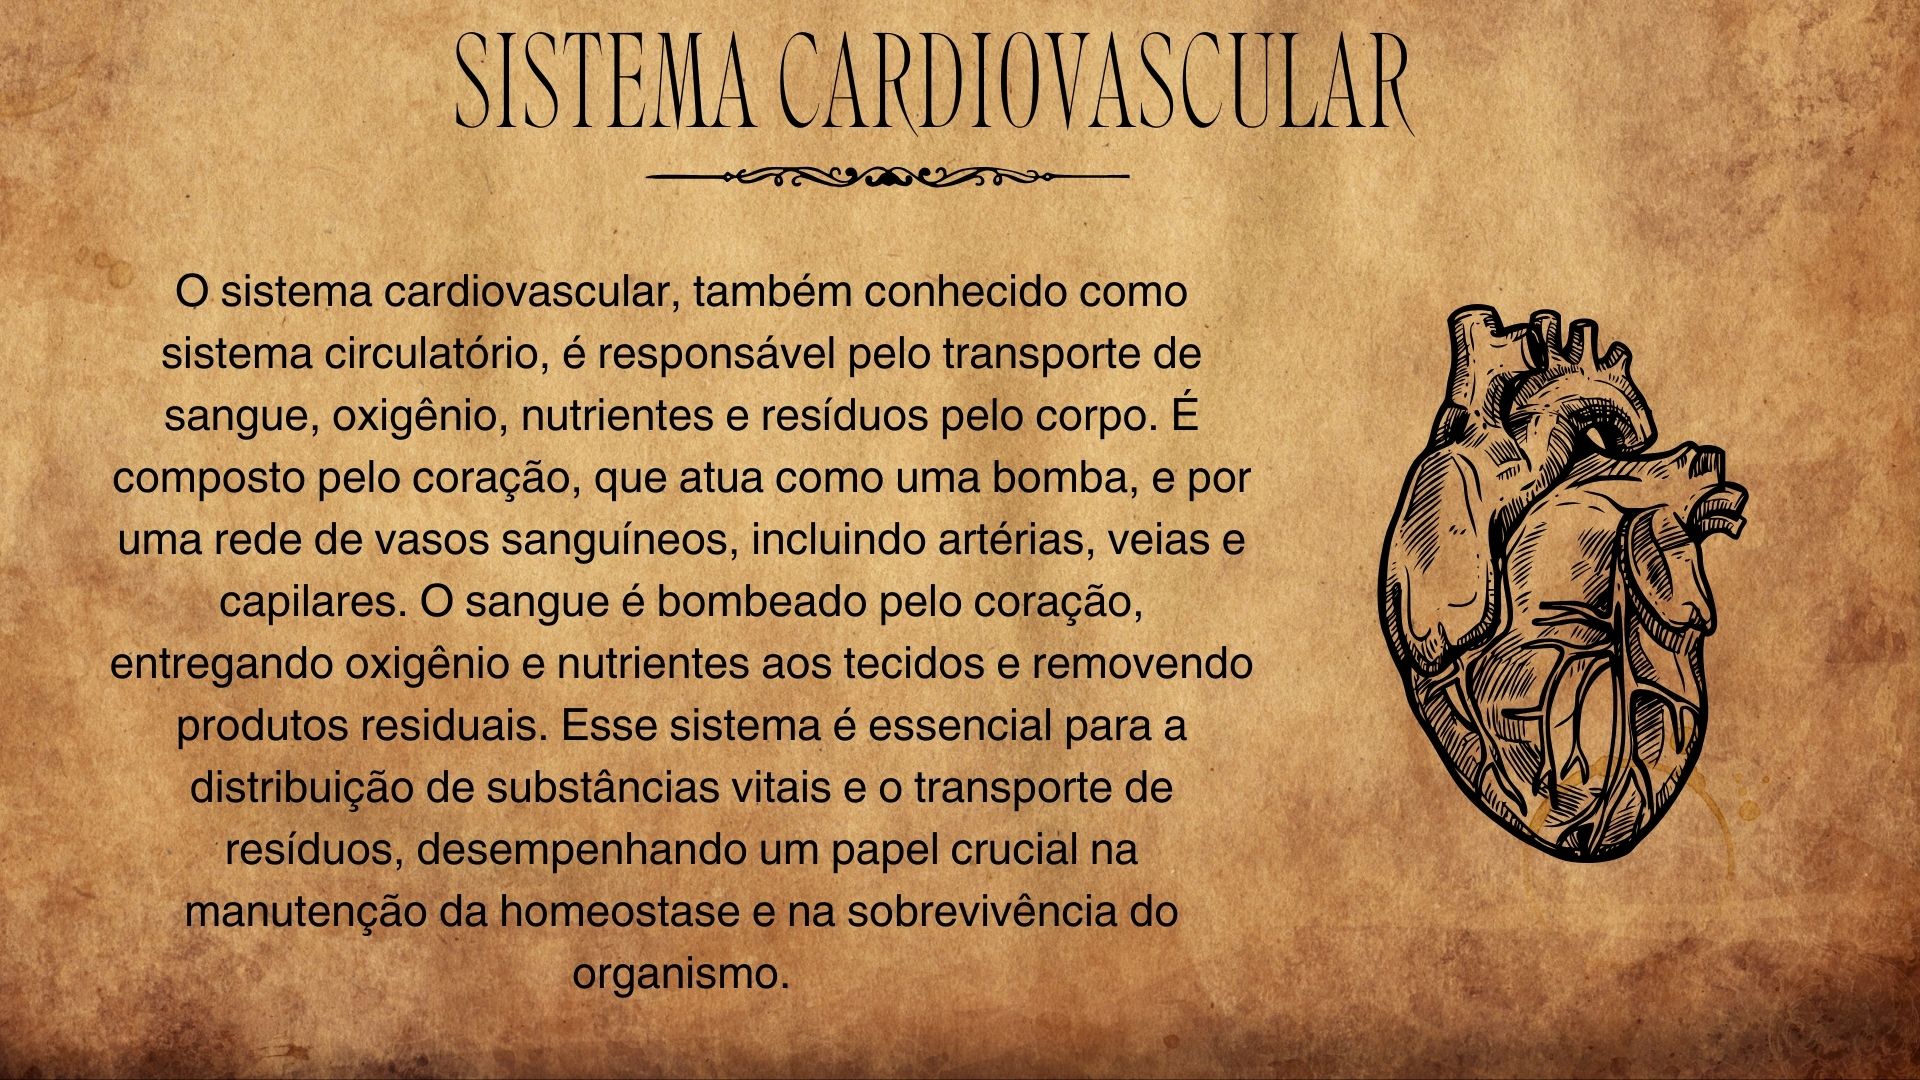 SISTEMA CARDIOVASCULAR
O sistema cardiovascular, também conhecido como
sistema circulatório, é responsável pelo transporte de
sangue, oxigênio, nutrientes e resíduos pelo corpo. É
composto pelo coração, que atua como uma bomba, e por
uma rede de vasos sanguíneos, incluindo artérias, veias e
capilares. O sangue é bombeado pelo coração,
entregando oxigênio e nutrientes aos tecidos e removendo
produtos residuais. Esse sistema é essencial para a
distribuição de substâncias vitais e o transporte de
resíduos, desempenhando um papel crucial na
manutenção da homeostase e na sobrevivência do
organismo.